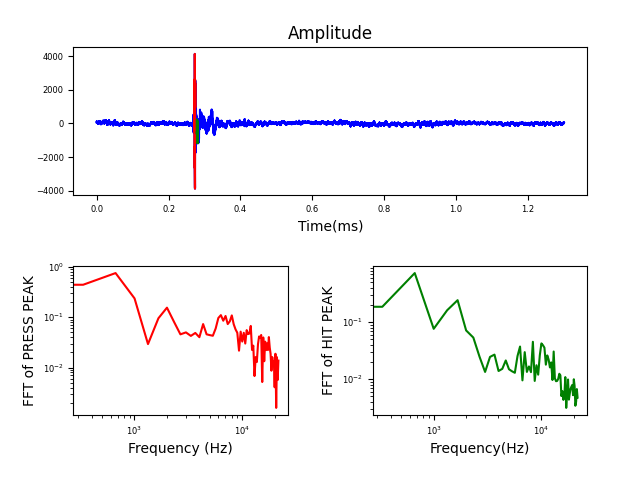 Amplitude
4000
2000
0
−2000
−4000
0.0 0.2 0.4 0.6 0.8 1.0 1.2
Time(ms)
FFT of PRESS PEAK
10⁰
10⁻¹
10⁻²
10³ 10⁴
Frequency (Hz)
FFT of HIT PEAK
10⁻¹
10⁻²
10³ 10⁴
Frequency(Hz)